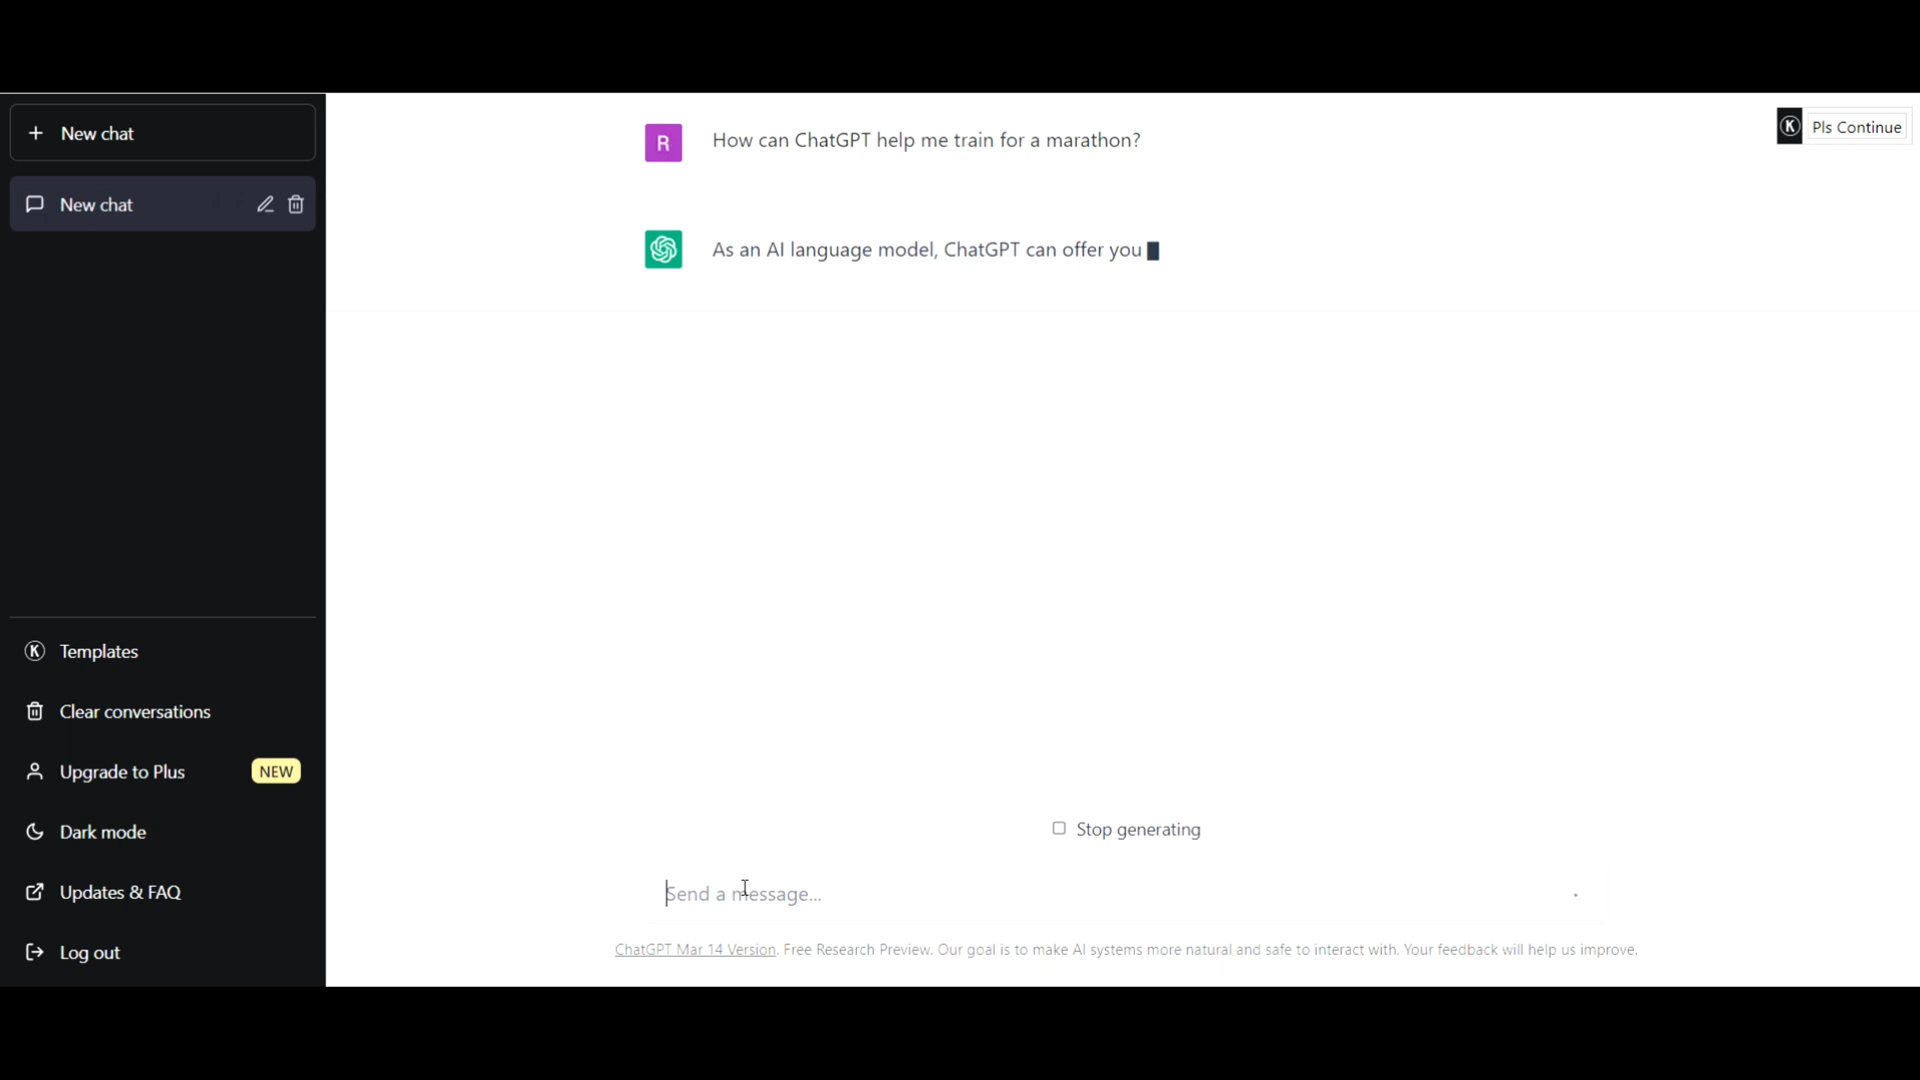 New chat
New chat
Templates
Clear conversations
Upgrade to Plus NEW
Dark mode
Updates & FAQ
Log out
R How can ChatGPT help me train for a marathon?
As an AI language model, ChatGPT can offer you
K Pls Continue
Stop generating
Send a message...
ChatGPT Mar 14 Version. Free Research Preview. Our goal is to make AI systems more natural and safe to interact with. Your feedback will help us improve.